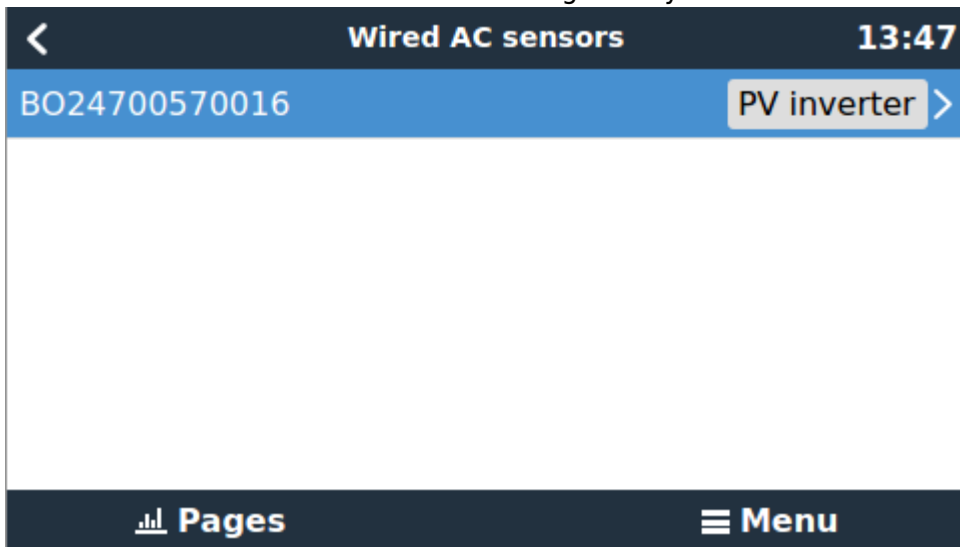 Wired AC sensors 13:47
BO24700570016 PV inverter
Pages Menu